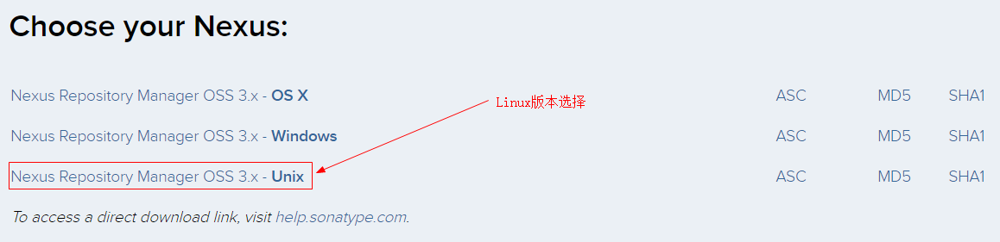 Choose your Nexus:
Nexus Repository Manager OSS 3.x - OS X ASC MD5 SHA1
Linux版本选择
Nexus Repository Manager OSS 3.x - Windows ASC MD5 SHA1
Nexus Repository Manager OSS 3.x - Unix ASC MD5 SHA1
To access a direct download link, visit help.sonatype.com.